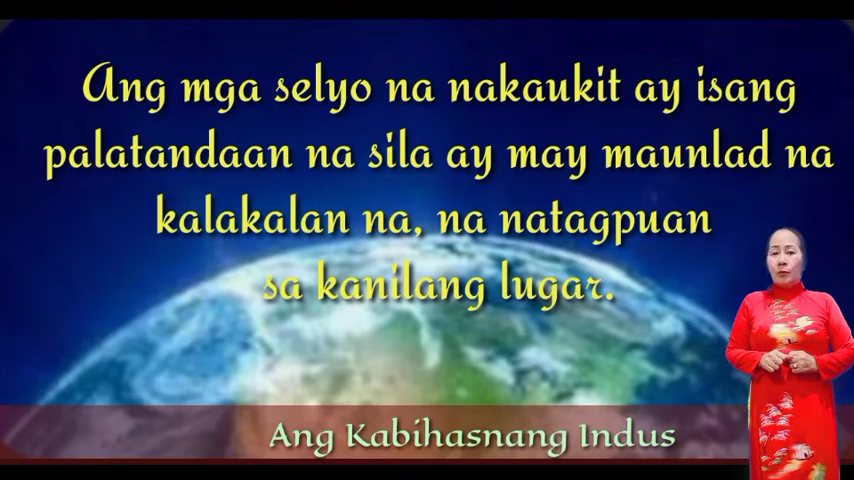 Ang mga selyo na nakaukit ay isang
palatandaan na sila ay may maunlad na
kalakalan na, na natagpuan
sa kanilang lugar.
Ang Kabihasnang Indus